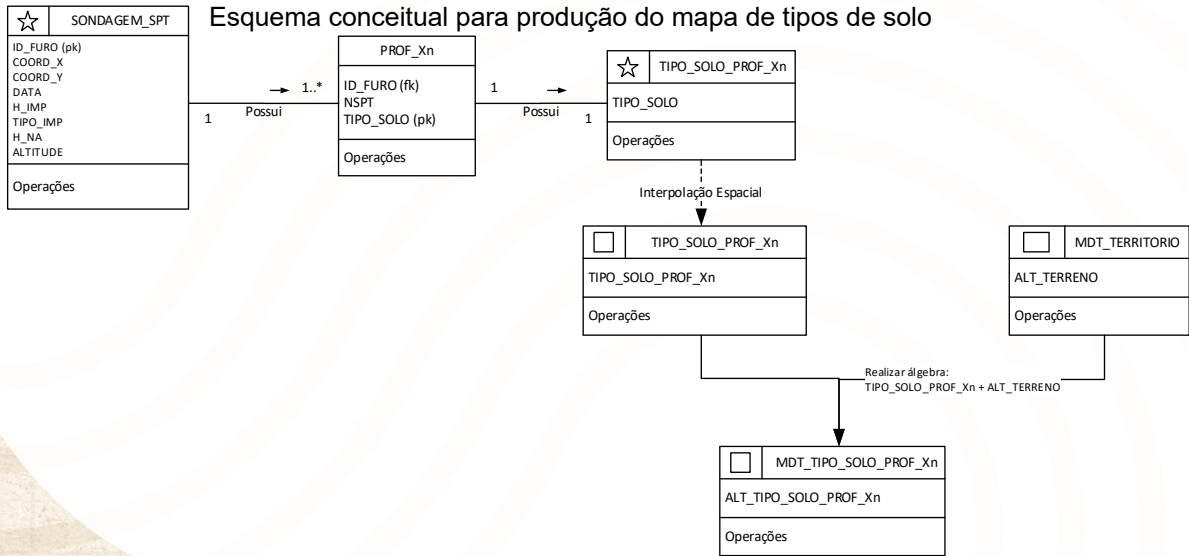 Esquema conceitual para produção do mapa de tipos de solo
SONDAGEM_SPT
ID_FURO (pk)
COORD_X
COORD_Y
DATA
H_IMP
TIPO_IMP
H_NA
ALTITUDE
Operações
1
Possui
1..*
PROF_Xn
ID_FURO (fk)
NSPT
TIPO_SOLO (pk)
Operações
1
Possui
1
TIPO_SOLO_PROF_Xn
TIPO_SOLO
Operações
Interpolação Espacial
TIPO_SOLO_PROF_Xn
TIPO_SOLO_PROF_Xn
Operações
MDT_TERRITORIO
ALT_TERRENO
Operações
Realizar álgebra:
TIPO_SOLO_PROF_Xn + ALT_TERRENO
MDT_TIPO_SOLO_PROF_Xn
ALT_TIPO_SOLO_PROF_Xn
Operações